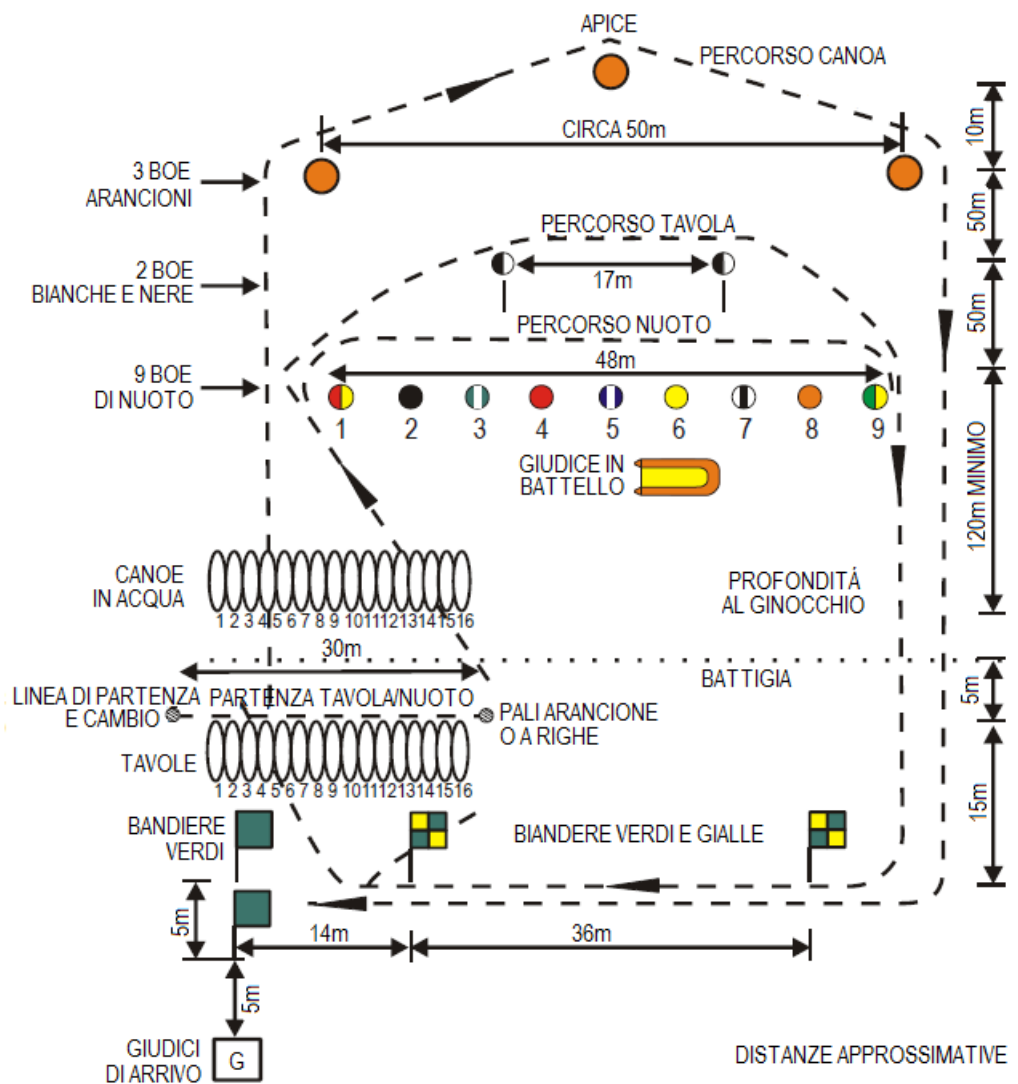 APICE
PERCORSO CANOA
10m
CIRCA 50m
3 BOE
ARANCIONI
50m
PERCORSO TAVOLA
2 BOE
BIANCHE E NERE
17m
50m
PERCORSO NUOTO
48m
9 BOE
DI NUOTO
1 2 3 4 5 6 7 8 9
GIUDICE IN
BATTELLO
120m MINIMO
CANOE
IN ACQUA
PROFONDITÁ
AL GINOCCHIO
1 2 3 4 5 6 7 8 9 10 11 12 13 14 15 16
30m
BATTIGIA
5m
LINEA DI PARTENZA
E CAMBIO
PARTENZA TAVOLA/NUOTO
PALI ARANCIONE
O A RIGHE
TAVOLE
1 2 3 4 5 6 7 8 9 10 11 12 13 14 15 16
15m
BANDIERE
VERDI
BIANDERE VERDI E GIALLE
5m
14m
36m
5m
GIUDICI
DI ARRIVO
G
DISTANZE APPROSSIMATIVE